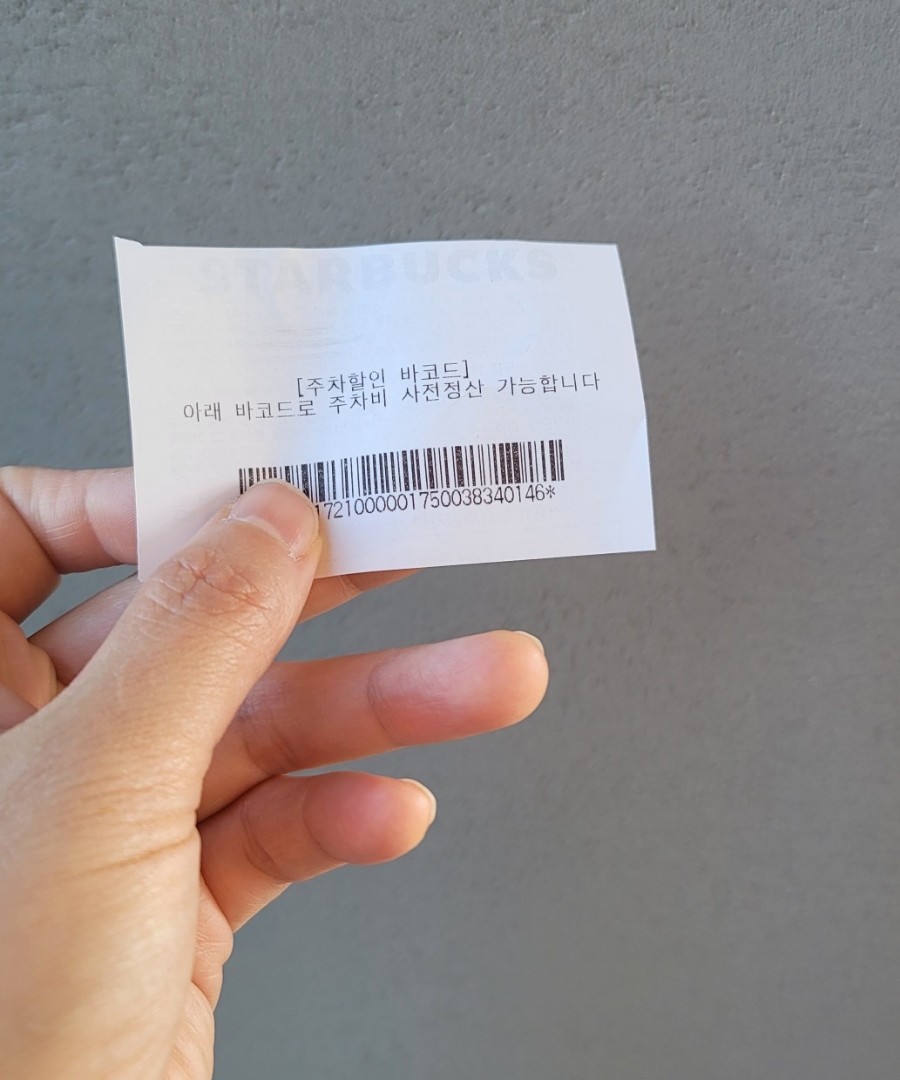 STARBUCKS
[주차할인 바코드]
아래 바코드로 주차비 사전정산 가능합니다
1721000001750038340146*